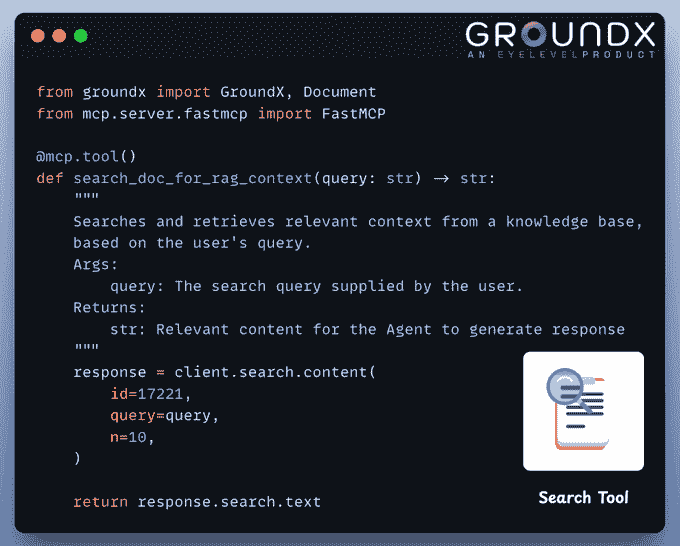 GROUNDX
AN EYELEVELPRODUCT
from groundx import GroundX, Document
from mcp.server.fastmcp import FastMCP
@mcp.tool()
def search_doc_for_rag_context(query: str) → str:
"""
Searches and retrieves relevant context from a knowledge base,
based on the user's query.
Args:
query: The search query supplied by the user.
Returns:
str: Relevant content for the Agent to generate response
"""
response = client.search.content(
id=17221,
query=query,
n=10,
)
return response.search.text
Search Tool